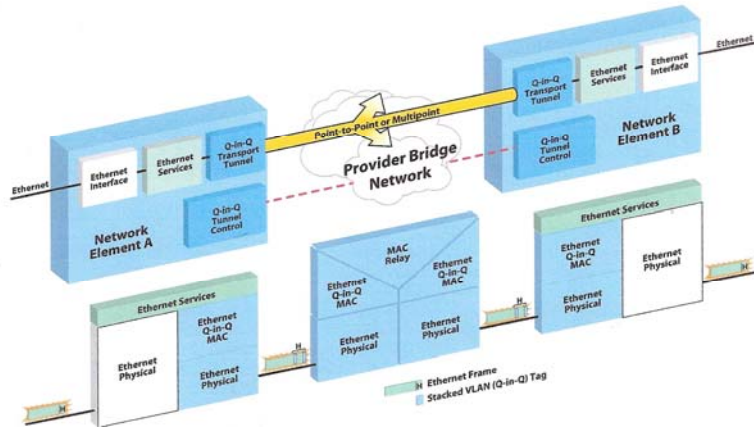 Ethernet
Ethernet
Interface
Ethernet
Services
Q-in-Q
Transport
Tunnel
Q-in-Q
Tunnel
Control
Network
Element A
Point-to-Point or Multipoint
Provider Bridge
Network
Q-in-Q
Transport
Tunnel
Ethernet
Services
Ethernet
Interface
Ethernet
Q-in-Q
Tunnel
Control
Network
Element B
Ethernet Services
Ethernet
Physical
Ethernet
Q-in-Q
MAC
Ethernet
Physical
H
H
MAC
Relay
Ethernet
Q-in-Q
MAC
Ethernet
Q-in-Q
MAC
Ethernet
Physical
Ethernet
Physical
H
Ethernet Services
Ethernet
Q-in-Q
MAC
Ethernet
Physical
Ethernet
Physical
H
H Ethernet Frame
Stacked VLAN (Q-in-Q) Tag